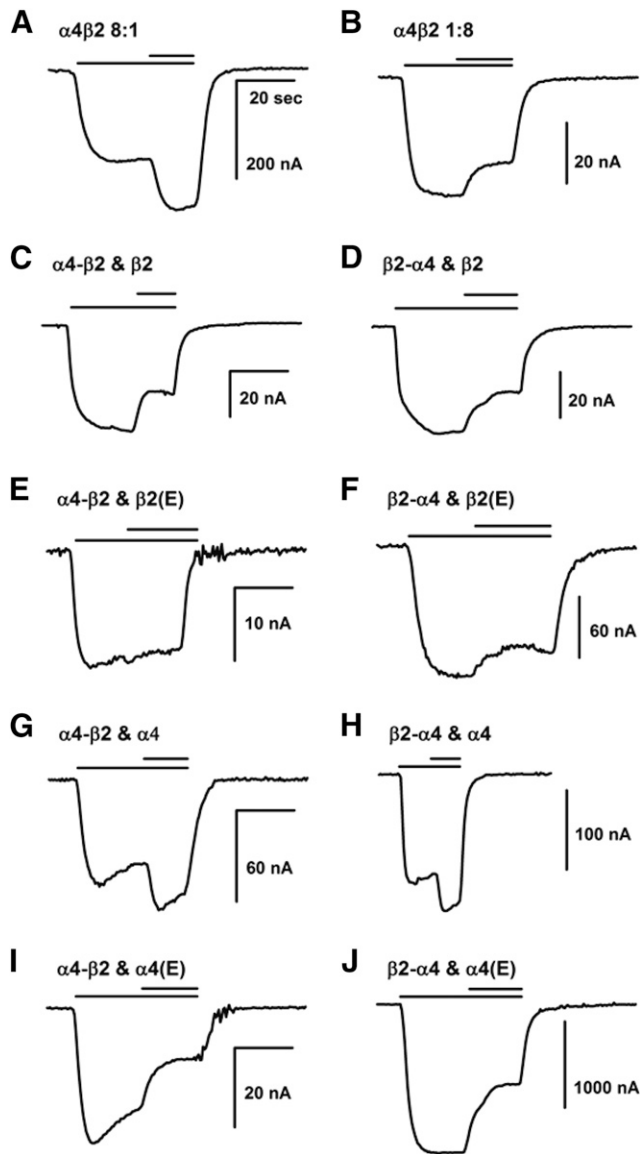 A
α4β2 8:1
20 sec
200 nA
B
α4β2 1:8
20 nA
C
α4-β2 & β2
20 nA
D
β2-α4 & β2
20 nA
E
α4-β2 & β2(E)
10 nA
F
β2-α4 & β2(E)
60 nA
G
α4-β2 & α4
60 nA
H
β2-α4 & α4
100 nA
I
α4-β2 & α4(E)
20 nA
J
β2-α4 & α4(E)
1000 nA